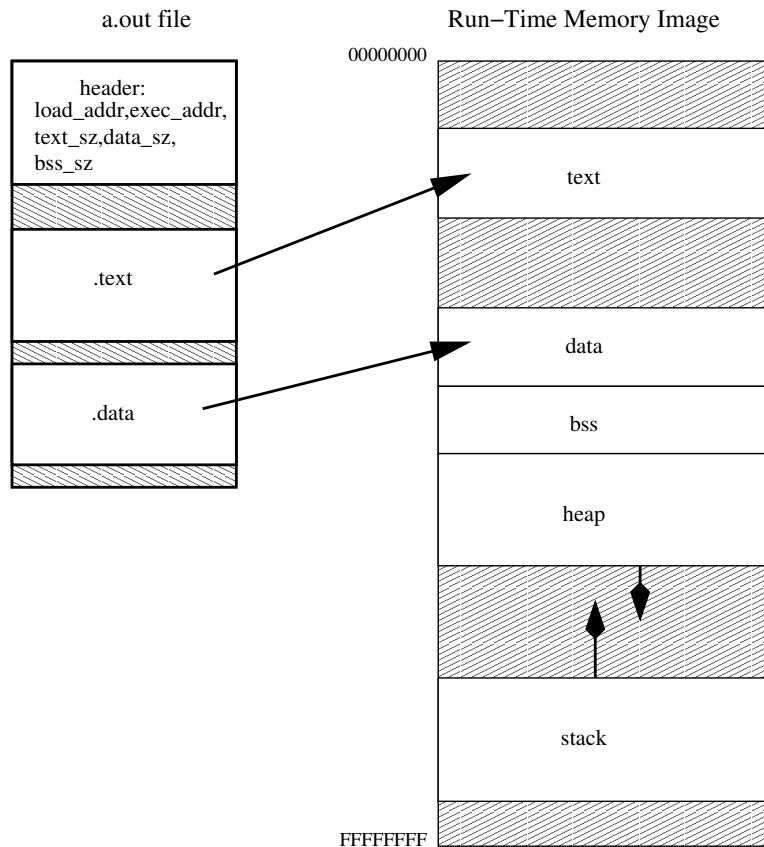 a.out file
header:
load_addr,exec_addr,
text_sz,data_sz,
bss_sz
.text
.data
Run−Time Memory Image
00000000
text
data
bss
heap
stack
FFFFFFFF